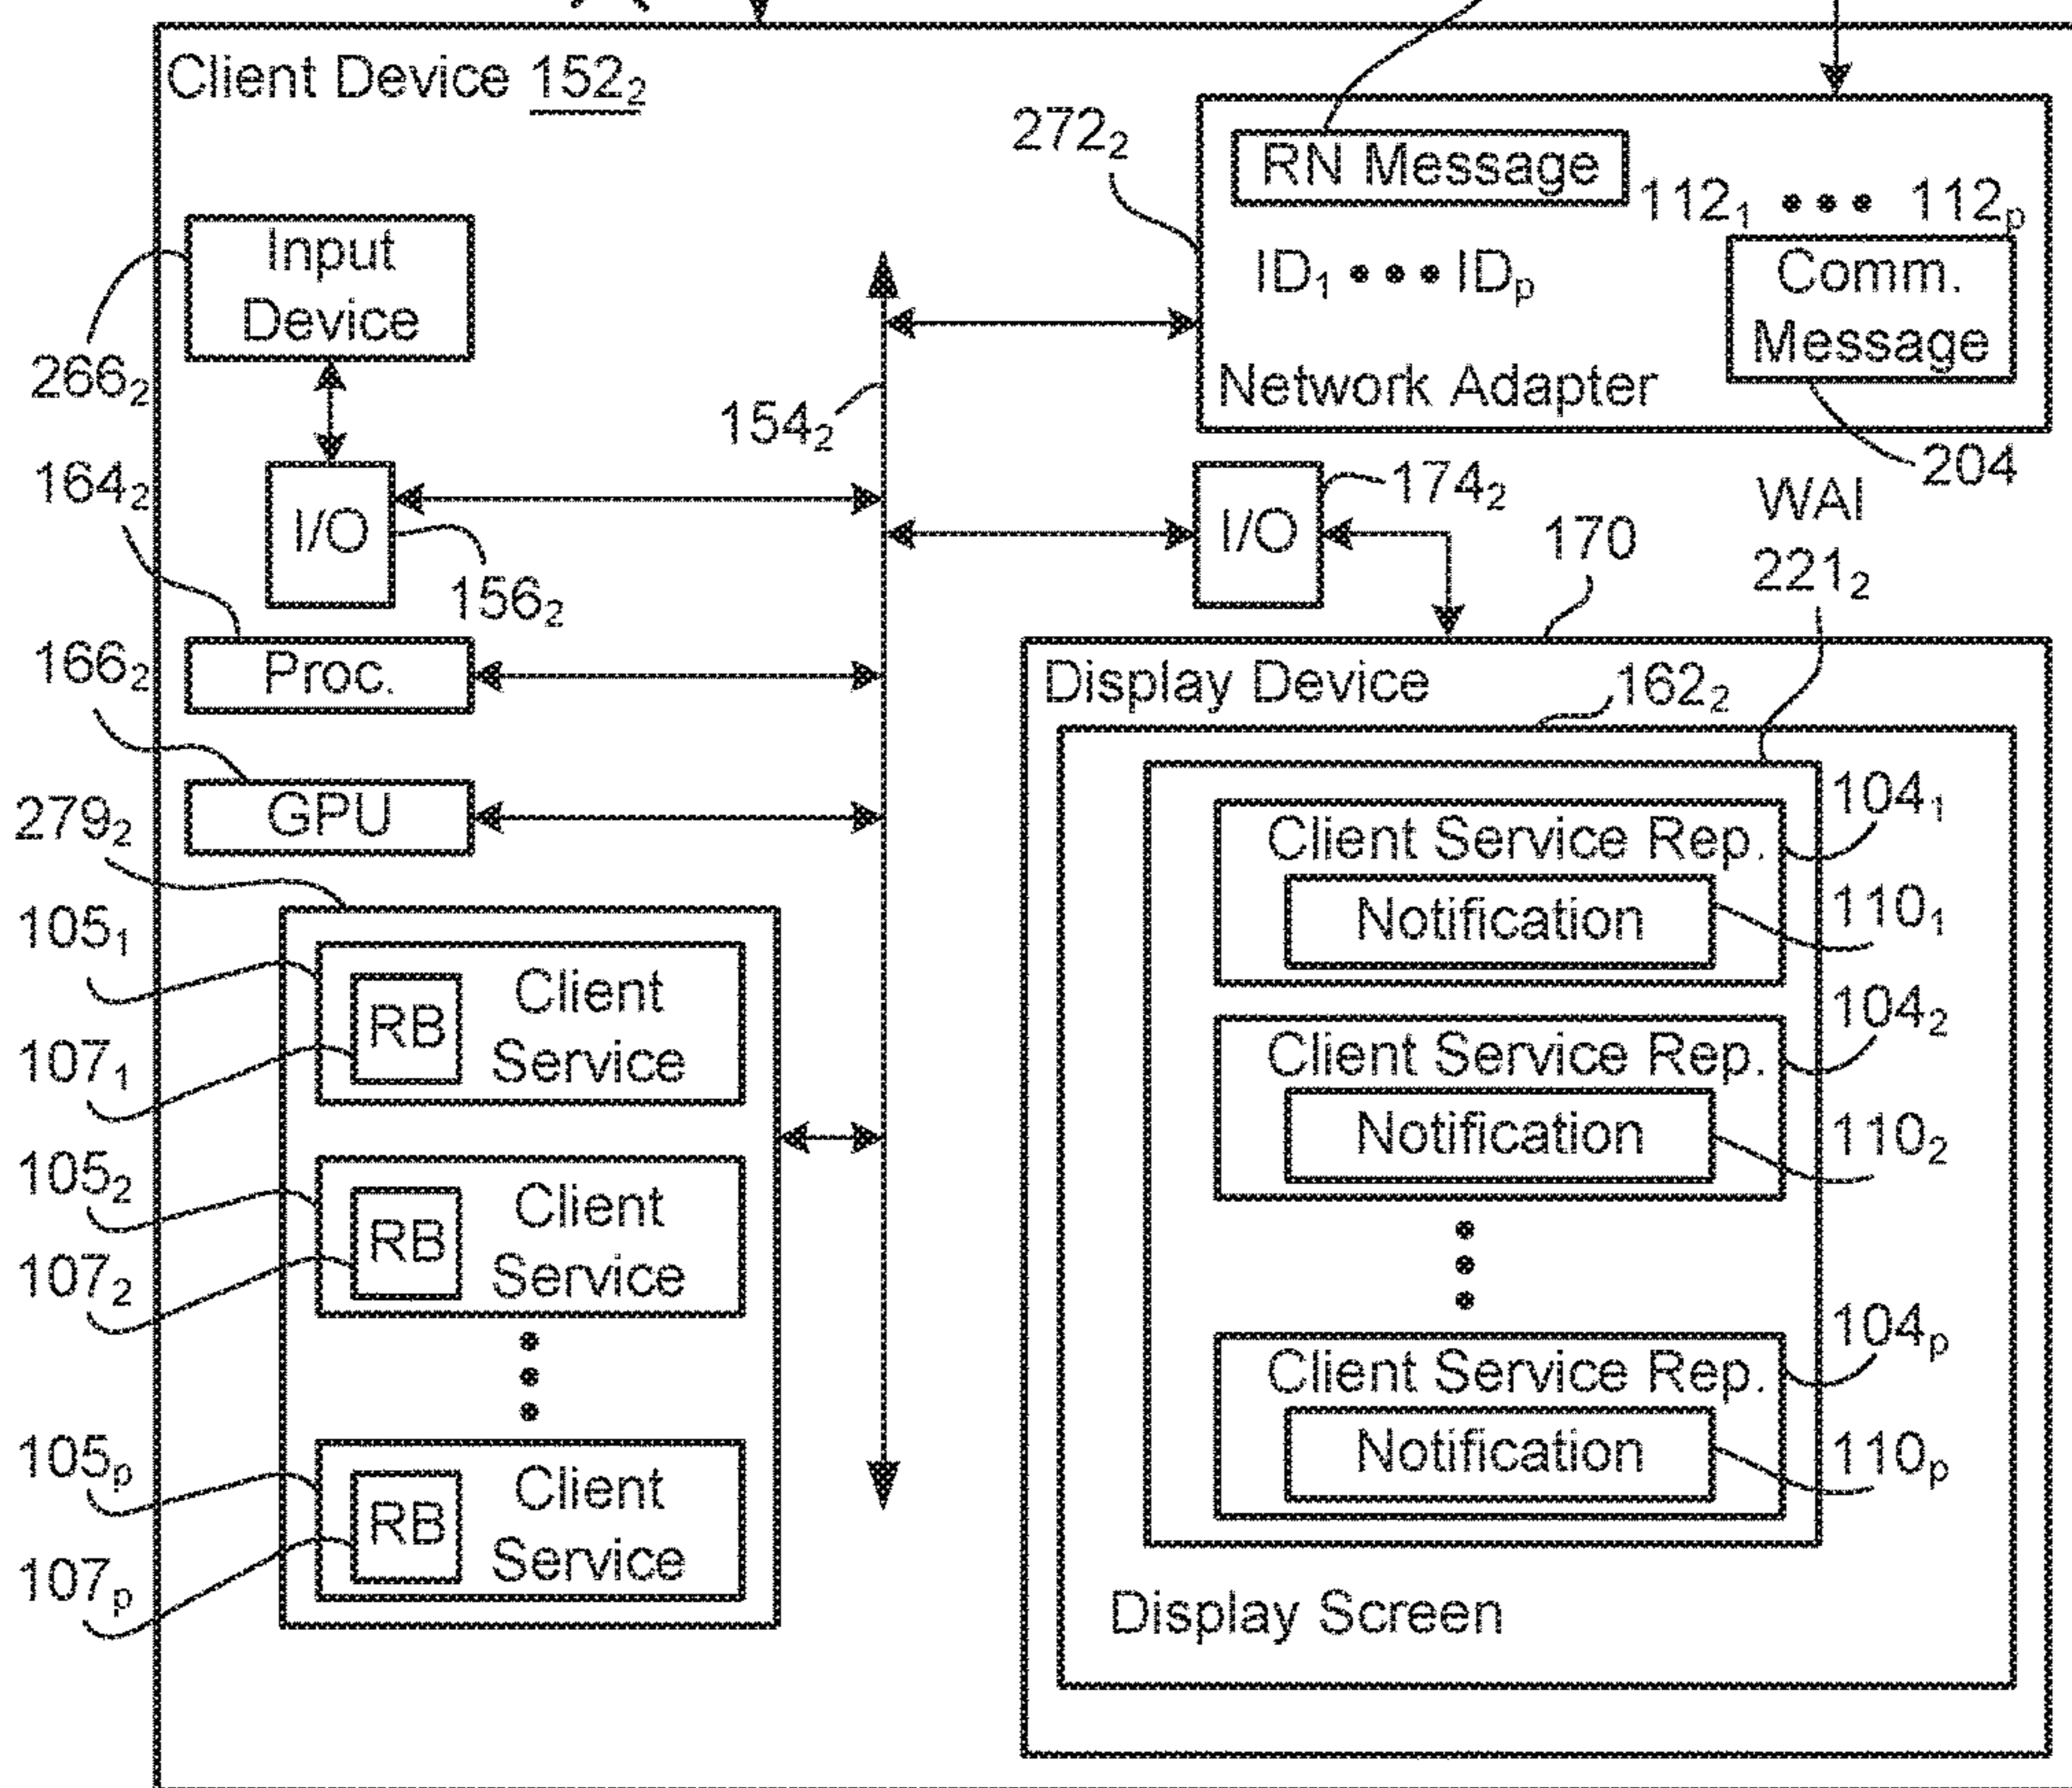 Client Device 152₂
272₂
RN Message
112₁ ••• 112ₚ
ID₁ ••• IDₚ
Comm.
Message
Network Adapter
204
Input
Device
266₂
154₂
164₂
I/O
156₂
I/O
174₂
170
WAI
221₂
166₂
Proc.
Display Device
162₂
279₂
GPU
Client Service Rep.
104₁
Notification
110₁
Client Service Rep.
104₂
Notification
110₂
Client Service Rep.
104ₚ
Notification
110ₚ
Display Screen
105₁
RB
Client
Service
107₁
105₂
RB
Client
Service
107₂
105ₚ
RB
Client
Service
107ₚ